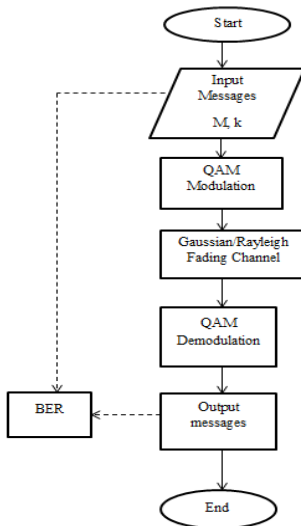 Start
Input
Messages
M, k
QAM
Modulation
Gaussian/Rayleigh
Fading Channel
QAM
Demodulation
BER
Output
messages
End